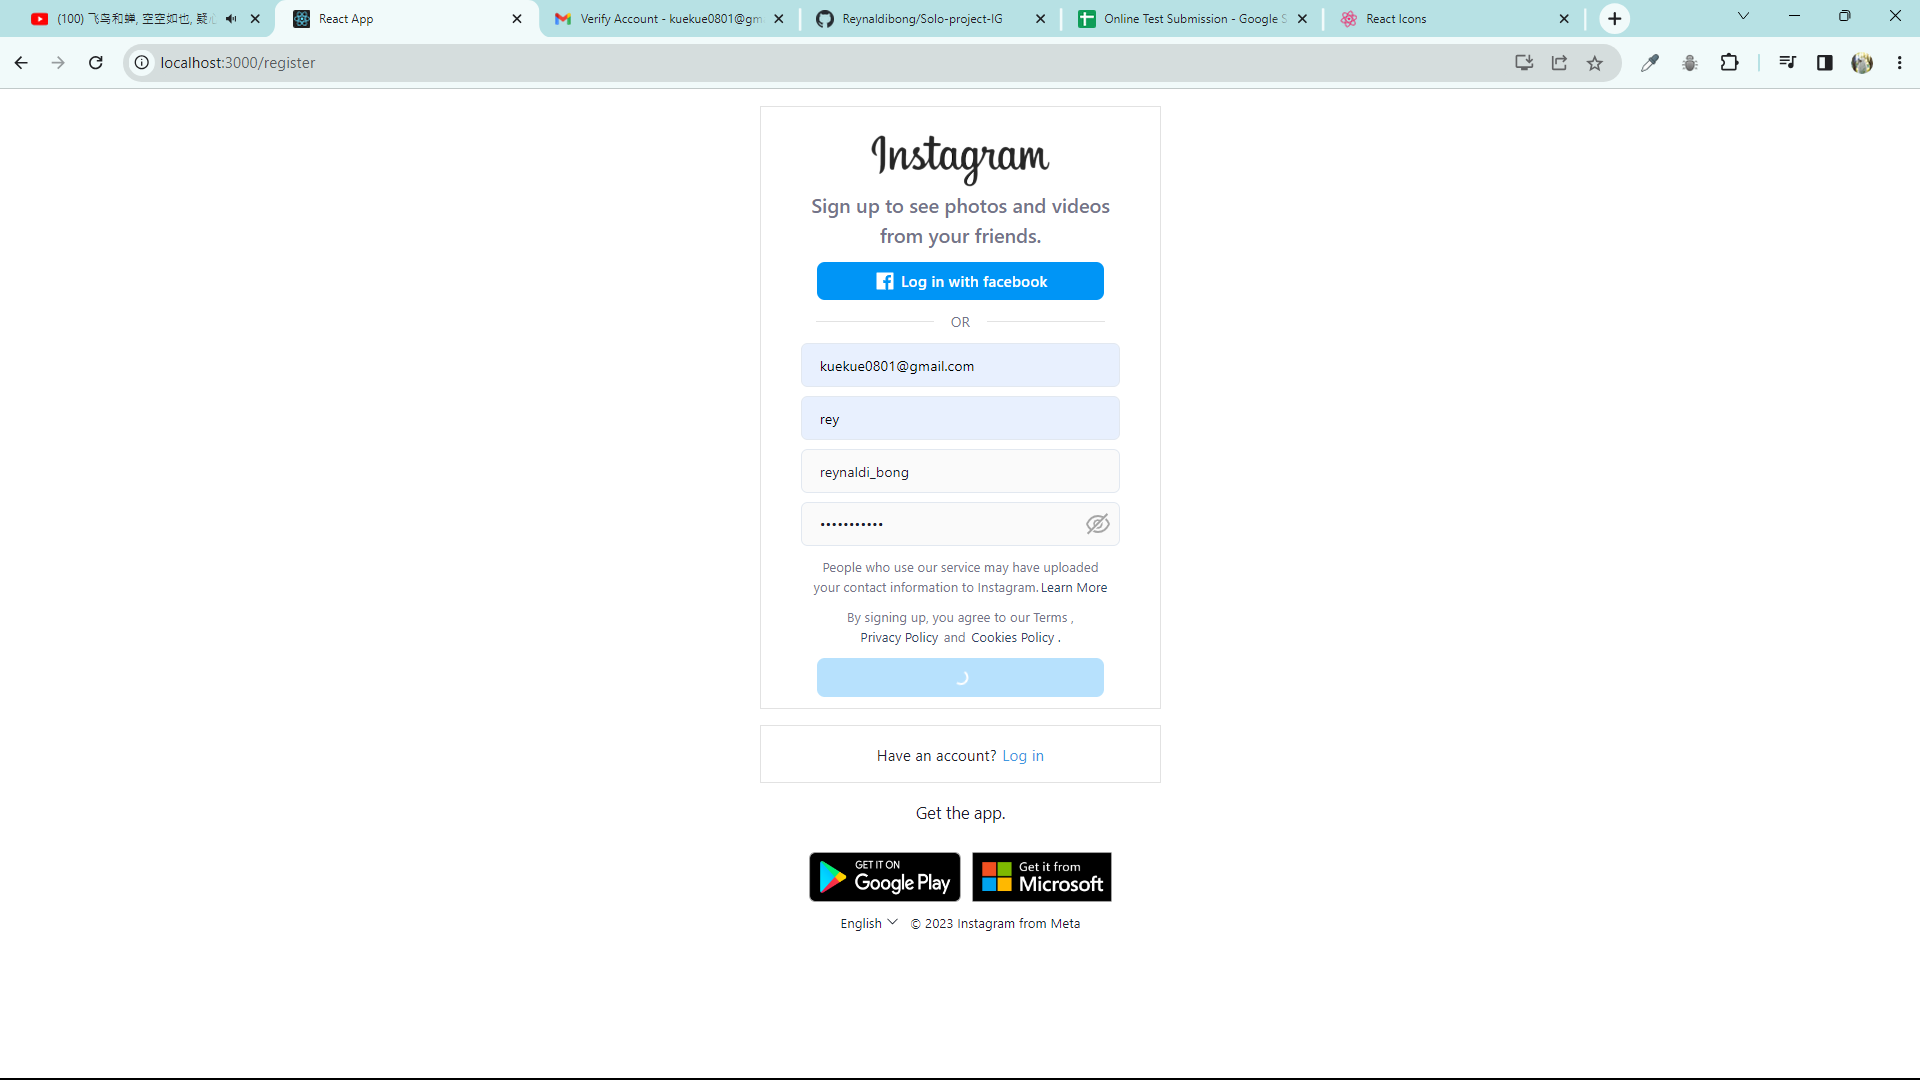 (100) 飞鸟和蝉, 空空如也, 疑心
React App
Verify Account - kuekue0801@gm
Reynaldibong/Solo-project-IG
Online Test Submission - Google S
React Icons
localhost:3000/register
Instagram
Sign up to see photos and videos
from your friends.
Log in with facebook
OR
kuekue0801@gmail.com
rey
reynaldi_bong
•••••••••••
People who use our service may have uploaded
your contact information to Instagram. Learn More
By signing up, you agree to our Terms ,
Privacy Policy and Cookies Policy .
Have an account? Log in
Get the app.
GET IT ON
Google Play
Get it from
Microsoft
English © 2023 Instagram from Meta